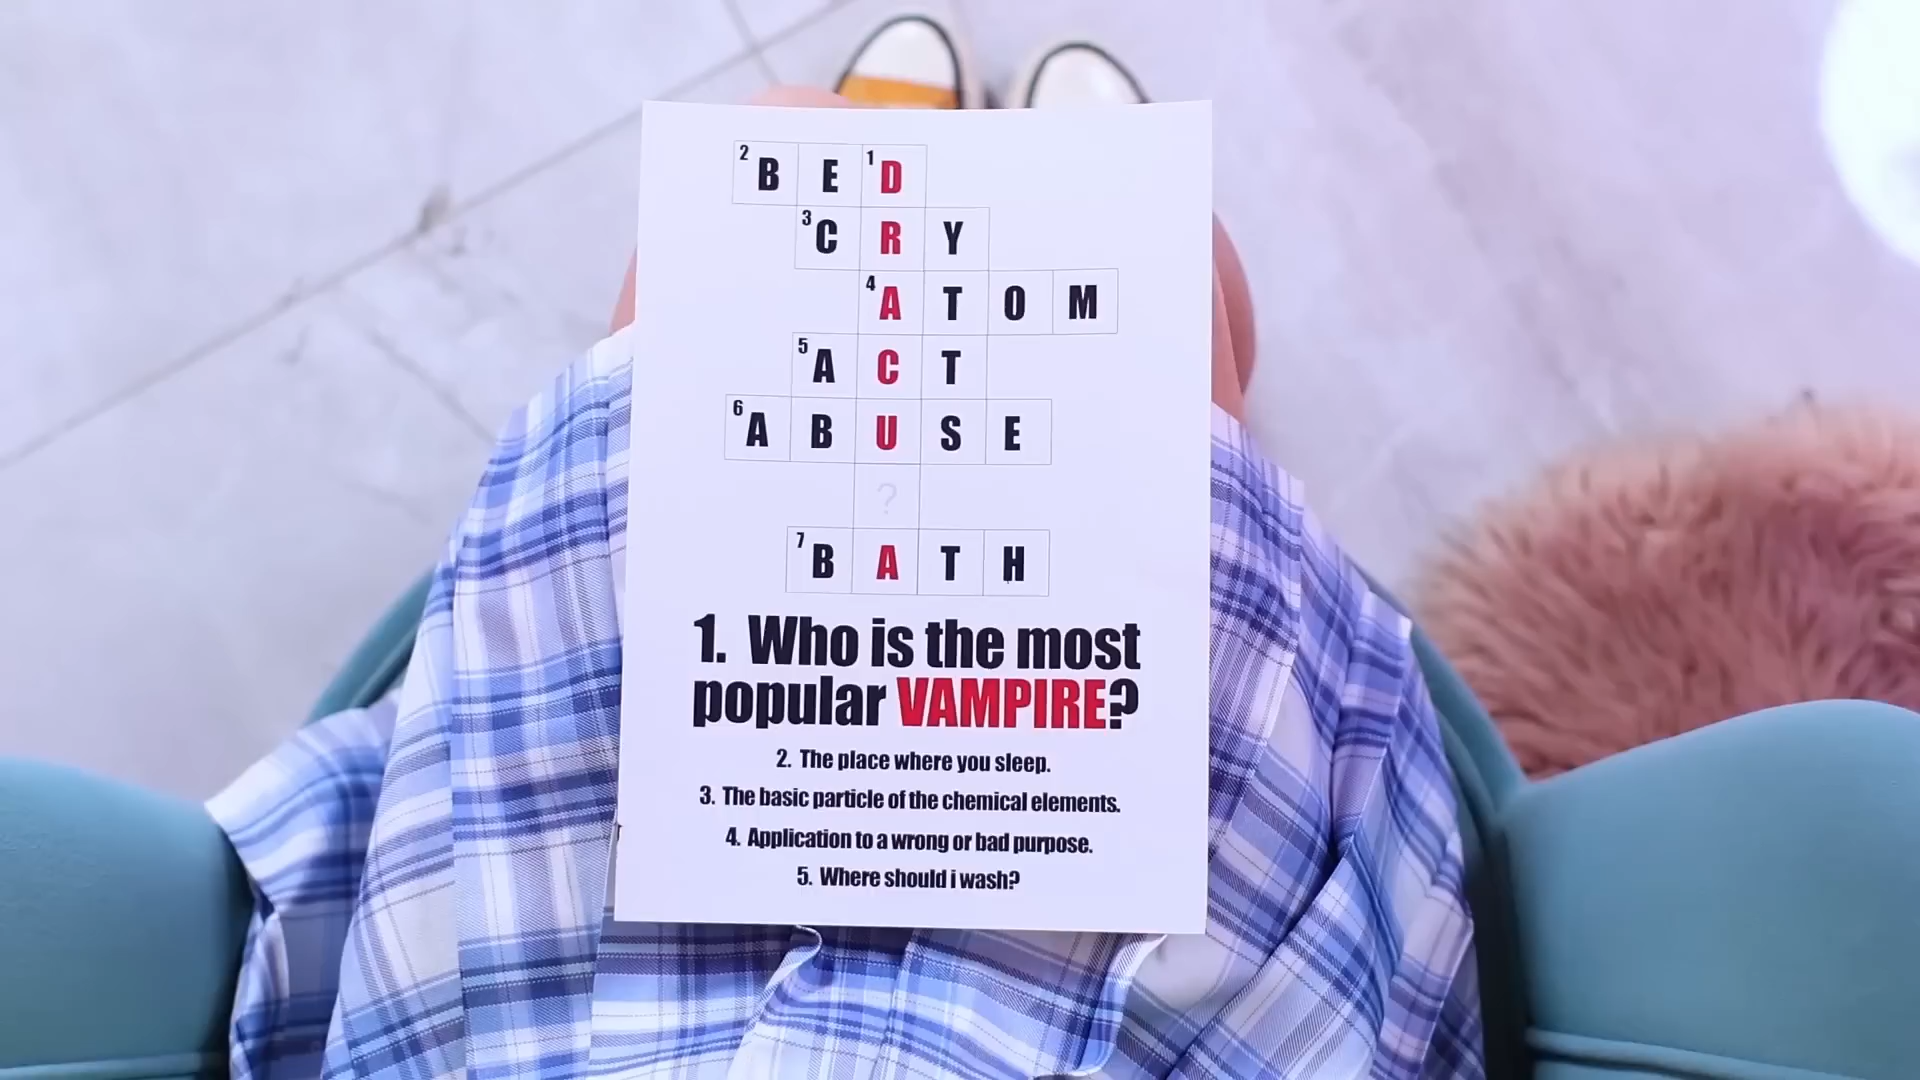 2 B E 1 D
3 C R Y
4 A T O M
5 A C T
6 A B U S E
?
7 B A T H
1. Who is the most
popular VAMPIRE?
2. The place where you sleep.
3. The basic particle of the chemical elements.
4. Application to a wrong or bad purpose.
5. Where should i wash?